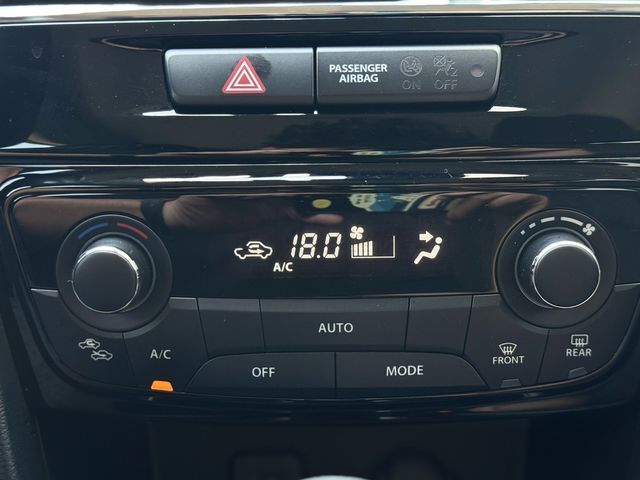 PASSENGER
AIRBAG
ON
OFF
18.0
A/C
AUTO
A/C
OFF
MODE
FRONT
REAR